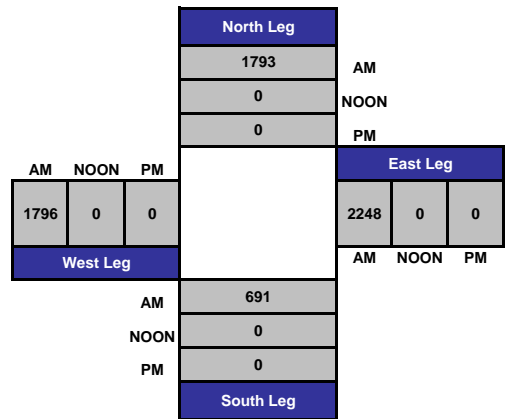 North Leg
1793 AM
0 NOON
0 PM
East Leg
AM NOON PM
1796 0 0
2248 0 0
West Leg
AM NOON PM
AM 691
NOON 0
PM 0
South Leg